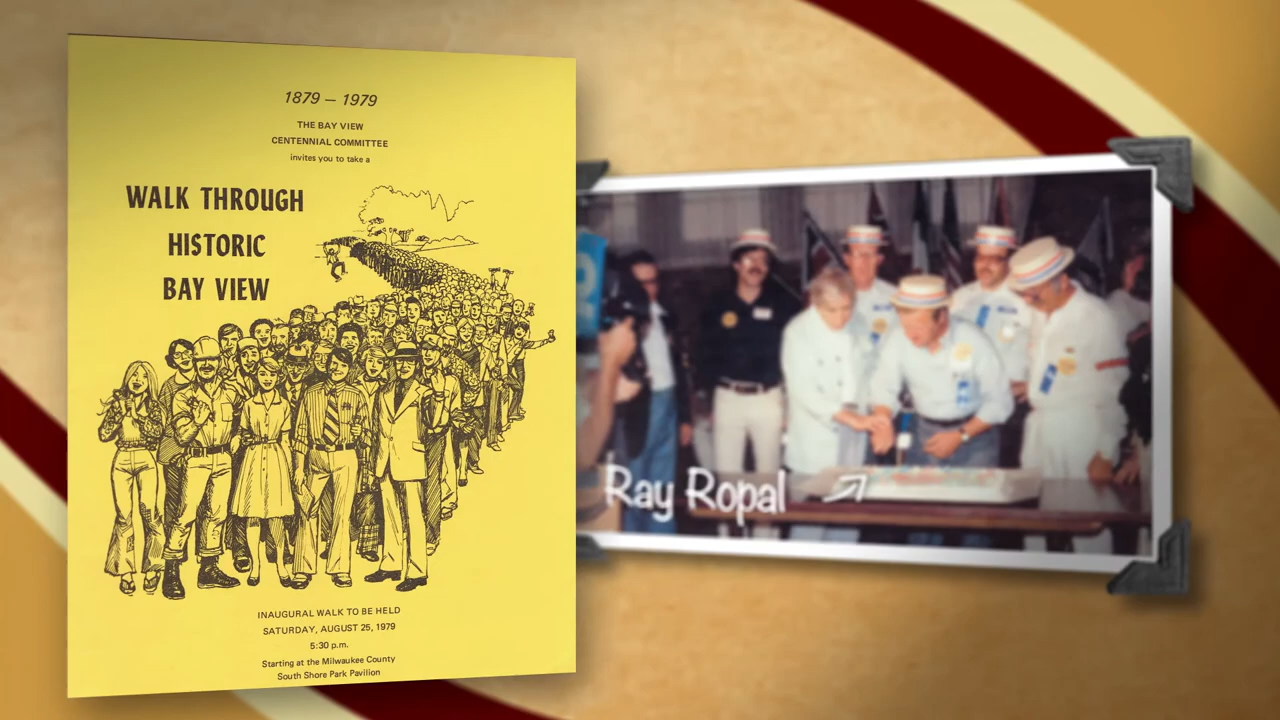 1879 — 1979
THE BAY VIEW
CENTENNIAL COMMITTEE
invites you to take a
WALK THROUGH
HISTORIC
BAY VIEW
INAUGURAL WALK TO BE HELD
SATURDAY, AUGUST 25, 1979
5:30 p.m.
Starting at the Milwaukee County
South Shore Park Pavilion
Ray Ropal